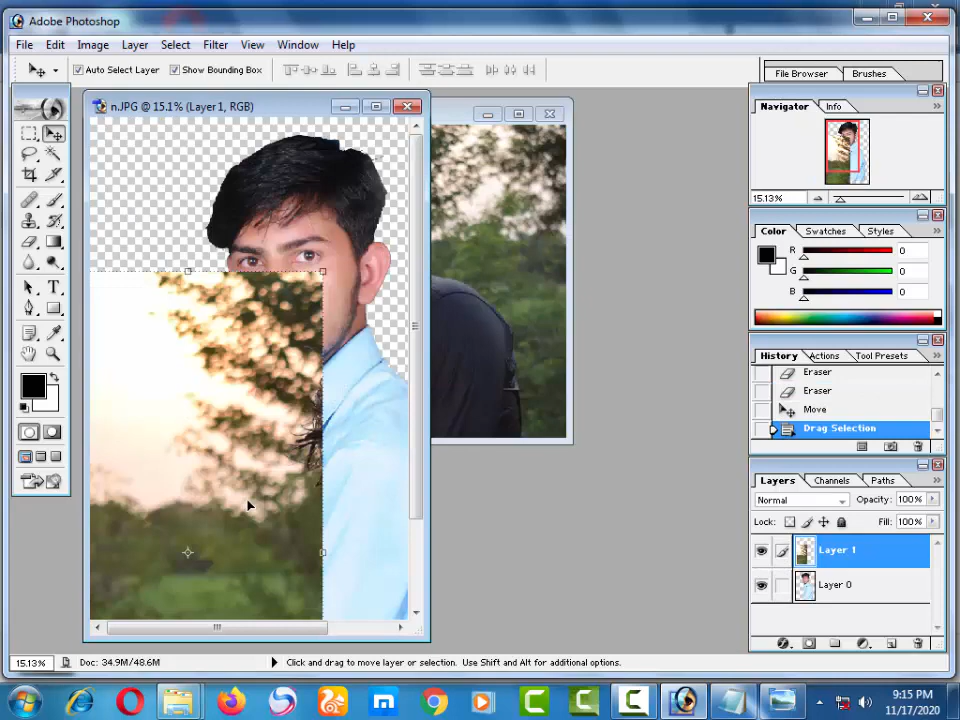 Adobe Photoshop
File Edit Image Layer Select Filter View Window Help
Auto Select Layer Show Bounding Box File Browser Brushes
n.JPG @ 15.1% (Layer 1, RGB)
Navigator Info
15.13%
Color Swatches Styles
R 0
G 0
B 0
History Actions Tool Presets
Eraser
Eraser
Move
Drag Selection
Layers Channels Paths
Normal Opacity: 100%
Lock: Fill: 100%
Layer 1
Layer 0
15.13% Doc: 34.9M/48.6M Click and drag to move layer or selection. Use Shift and Alt for additional options.
9:15 PM
11/17/2020